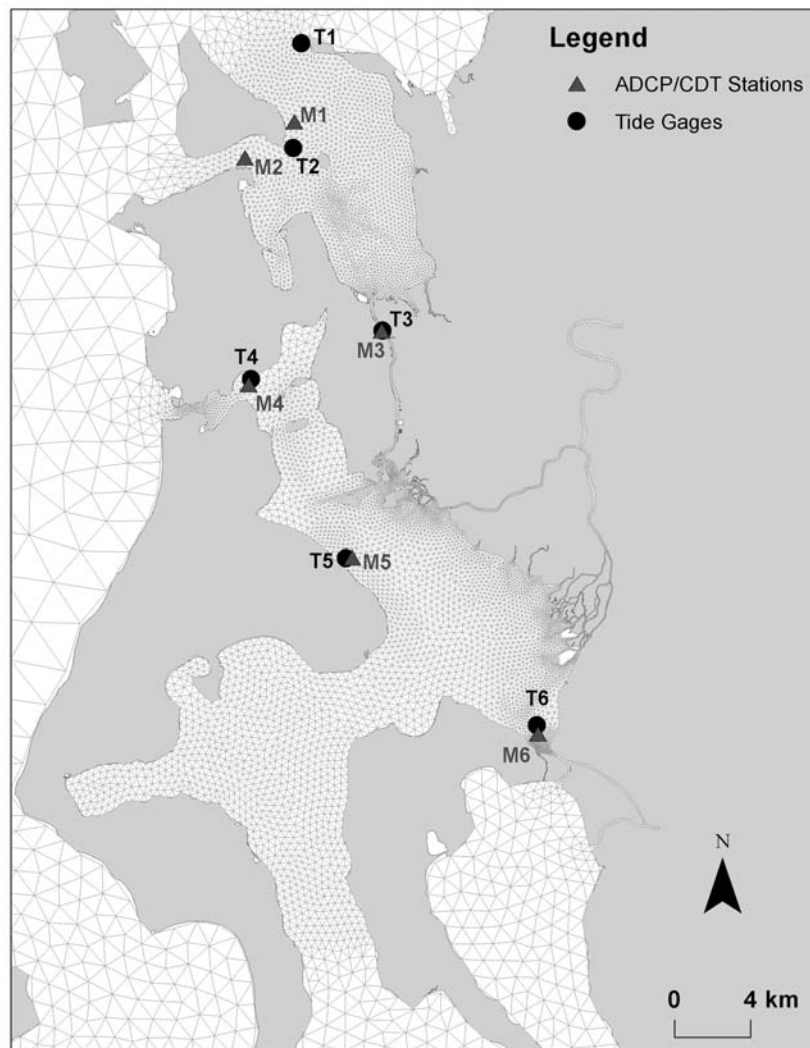 T1
Legend
ADCP/CDT Stations
M1
Tide Gages
M2
T2
T3
M3
T4
M4
T5
M5
T6
M6
N
0
4 km